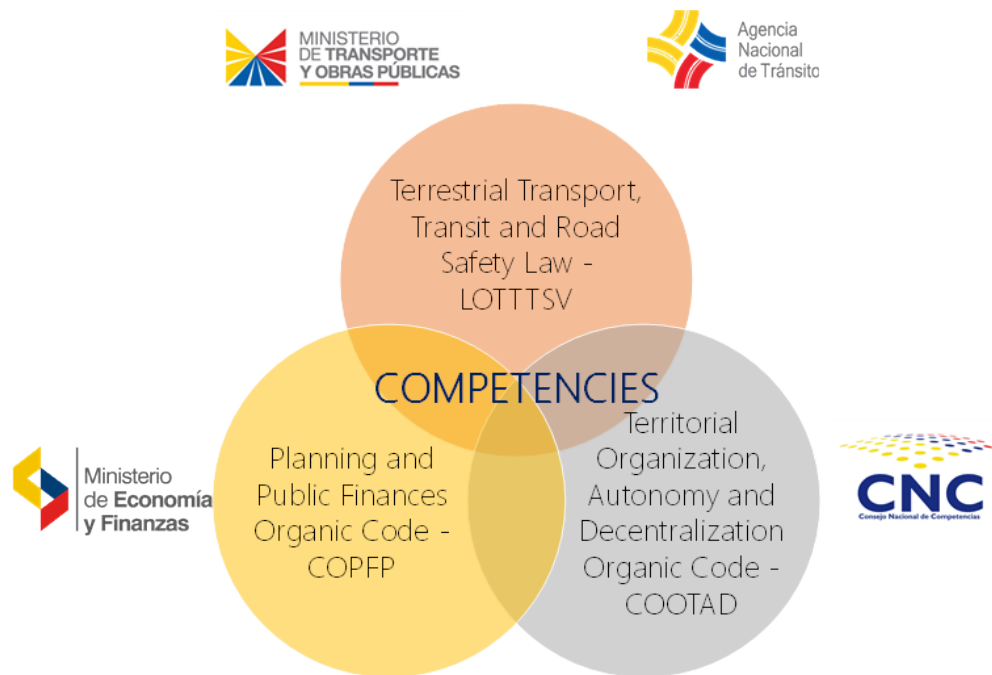 MINISTERIO
DE TRANSPORTE
Y OBRAS PÚBLICAS
Agencia
Nacional
de Tránsito
Terrestrial Transport,
Transit and Road
Safety Law -
LOTTTSV
COMPETENCIES
Ministerio
de Economía
y Finanzas
Planning and
Public Finances
Organic Code -
COPFP
Territorial
Organization,
Autonomy and
Decentralization
Organic Code -
COOTAD
CNC
Consejo Nacional de Competencias